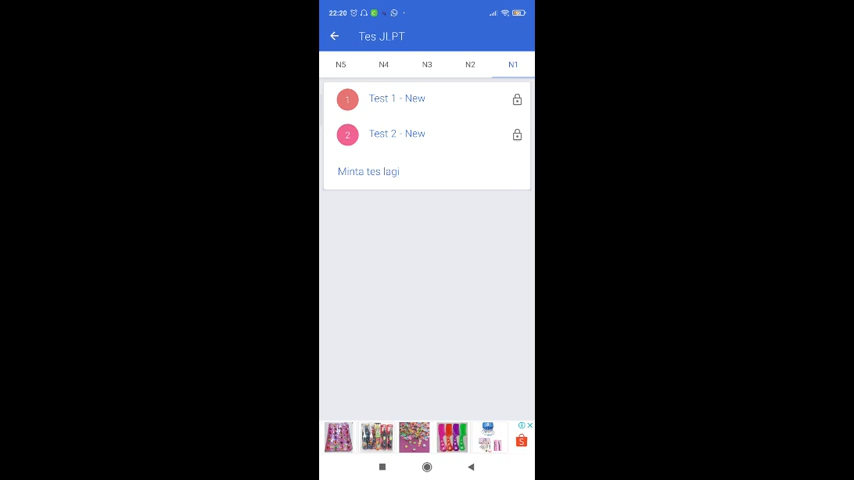 22:20
Tes JLPT
N5 N4 N3 N2 N1
1 Test 1 - New
2 Test 2 - New
Minta tes lagi